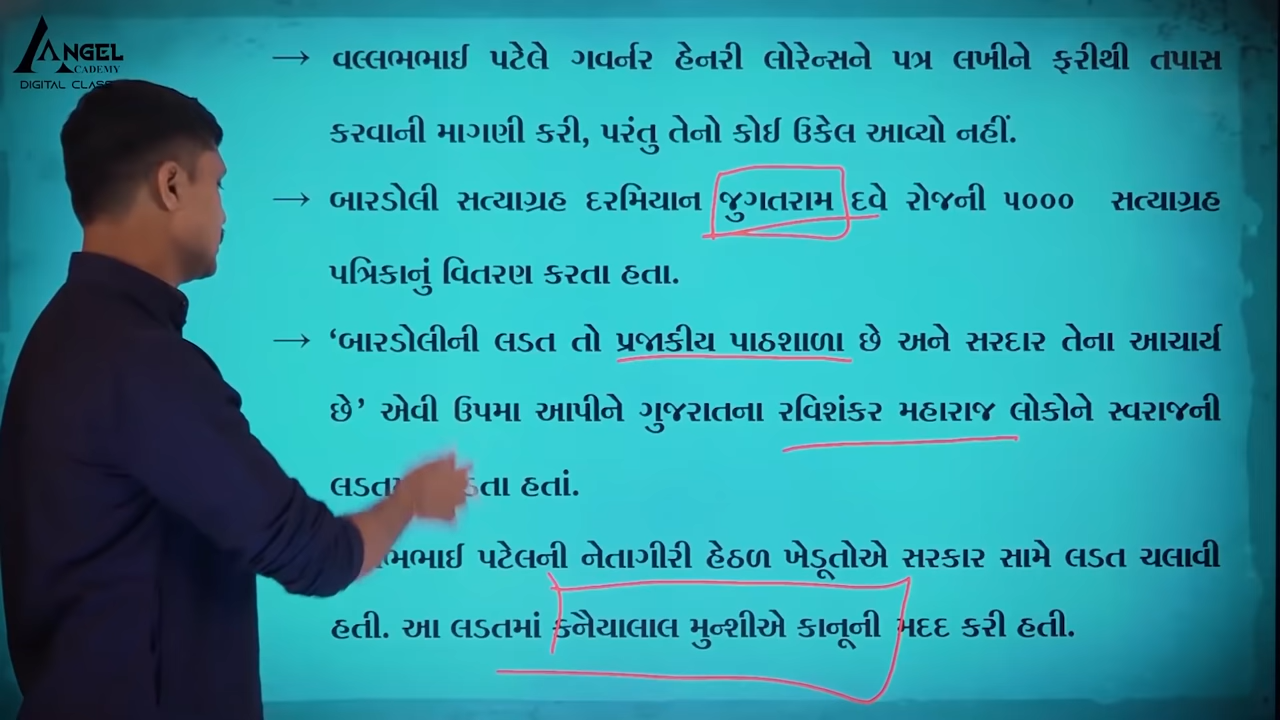 ANGEL
ACADEMY
DIGITAL CLASS
→ વલ્લભભાઈ પટેલે ગવર્નર હેનરી લોરેન્સને પત્ર લખીને ફરીથી તપાસ
કરવાની માગણી કરી, પરંતુ તેનો કોઈ ઉકેલ આવ્યો નહીં.
→ બારડોલી સત્યાગ્રહ દરમિયાન જુગતરામ દવે રોજની ૫૦૦૦ સત્યાગ્રહ
પત્રિકાનું વિતરણ કરતા હતા.
→ ‘બારડોલીની લડત તો પ્રજાકીય પાઠશાળા છે અને સરદાર તેના આચાર્ય
છે’ એવી ઉપમા આપીને ગુજરાતના રવિશંકર મહારાજ લોકોને સ્વરાજની
હતાં.
પટેલની નેતાગીરી હેઠળ ખેડૂતોએ સરકાર સામે લડત ચલાવી
હતી. આ લડતમાં કનૈયાલાલ મુન્શીએ કાનૂની મદદ કરી હતી.